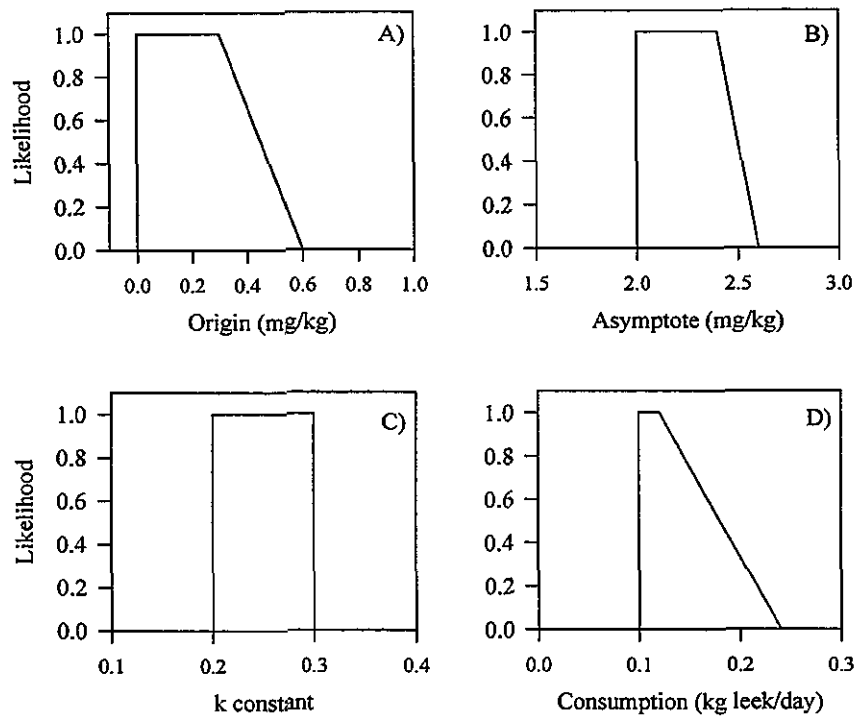 A)
1.0
0.8
0.6
0.4
0.2
0.0
Likelihood
0.0 0.2 0.4 0.6 0.8 1.0
Origin (mg/kg)
B)
1.0
0.8
0.6
0.4
0.2
0.0
1.5 2.0 2.5 3.0
Asymptote (mg/kg)
C)
1.0
0.8
0.6
0.4
0.2
0.0
Likelihood
0.1 0.2 0.3 0.4
k constant
D)
1.0
0.8
0.6
0.4
0.2
0.0
0.0 0.1 0.2 0.3
Consumption (kg leek/day)